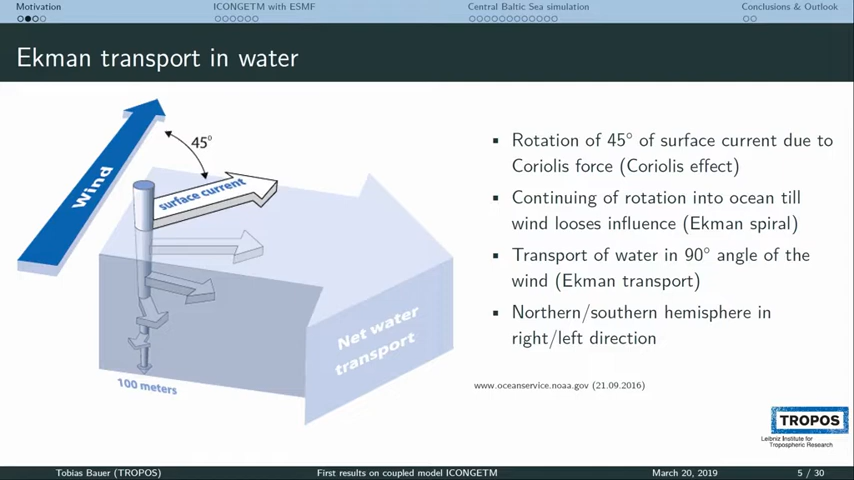 Motivation
ICONGETM with ESMF
Central Baltic Sea simulation
Conclusions & Outlook
Ekman transport in water
45°
Wind
surface current
Net water
transport
100 meters
Rotation of 45° of surface current due to
Coriolis force (Coriolis effect)
Continuing of rotation into ocean till
wind looses influence (Ekman spiral)
Transport of water in 90° angle of the
wind (Ekman transport)
Northern/southern hemisphere in
right/left direction
www.oceanservice.noaa.gov (21.09.2016)
TROPOS
Leibniz Institute for
Tropospheric Research
Tobias Bauer (TROPOS)
First results on coupled model ICONGETM
March 20, 2019
5 / 30